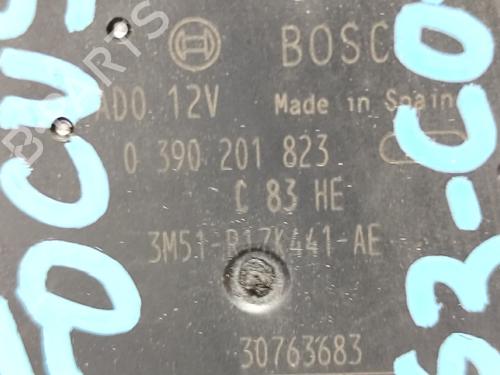 BOSC
ADO 12V Made in Spain
0 390 201 823
C 83 HE
3M51-R17K441-AE
30763683